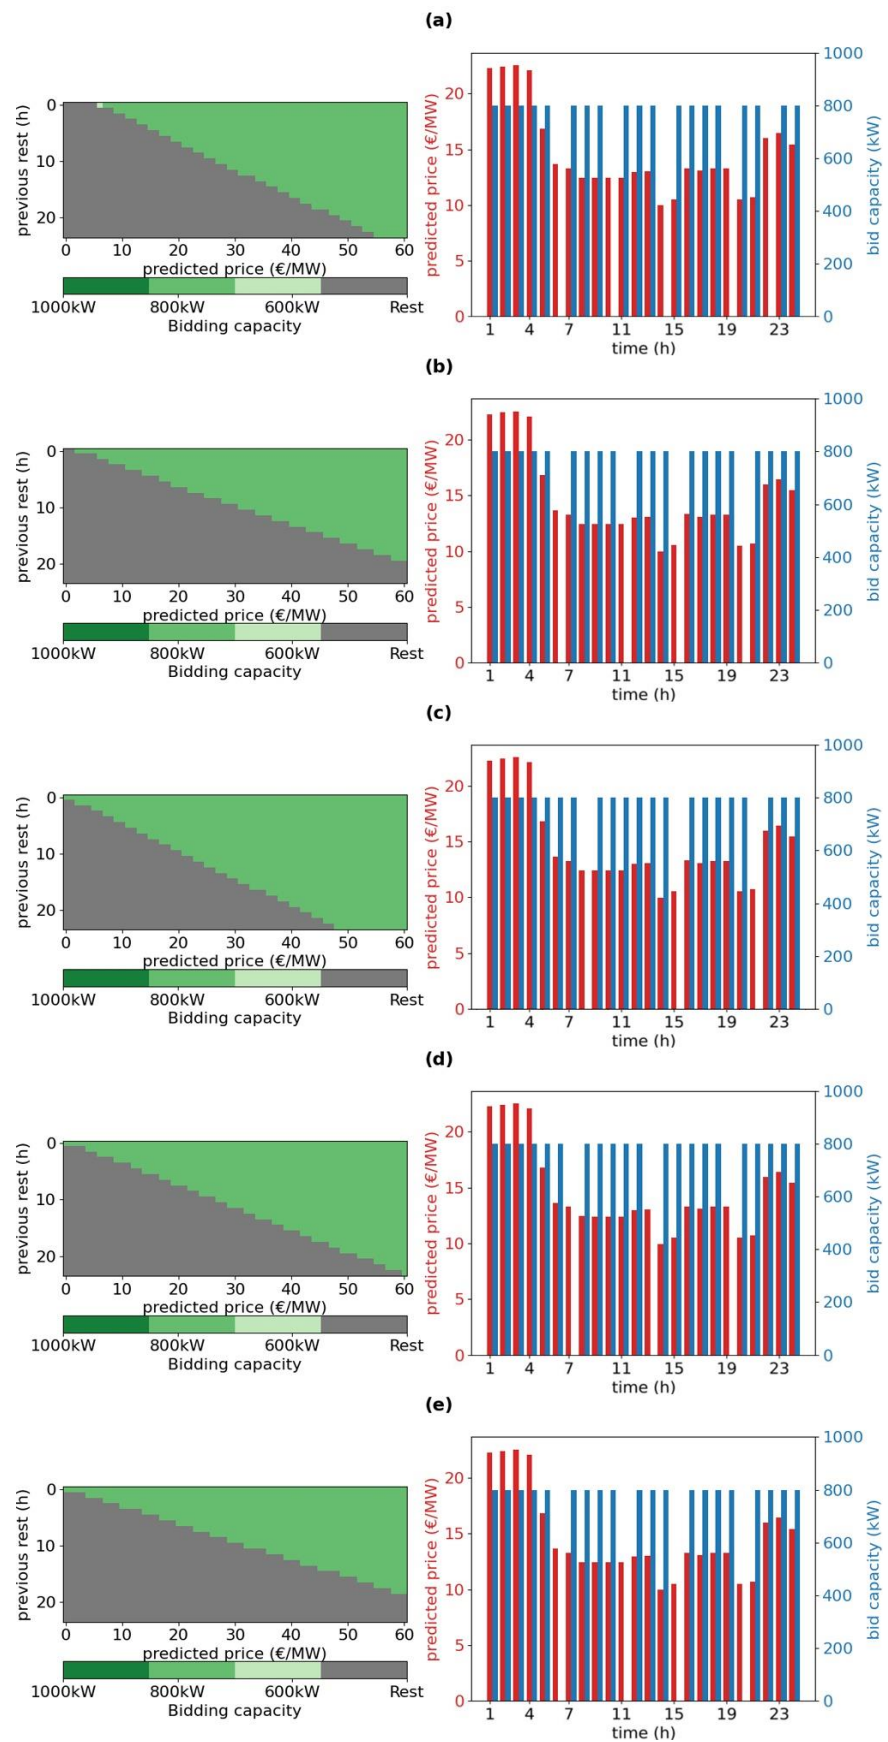 (a)
previous rest (h)
0
10
20
0 10 20 30 40 50 60
predicted price (€/MW)
1000kW 800kW 600kW Rest
Bidding capacity
predicted price (€/MW)
20
15
10
5
0
1 4 7 11 15 19 23
time (h)
1000
800
600
400
200
0
bid capacity (kW)
(b)
previous rest (h)
0
10
20
0 10 20 30 40 50 60
predicted price (€/MW)
1000kW 800kW 600kW Rest
Bidding capacity
predicted price (€/MW)
20
15
10
5
0
1 4 7 11 15 19 23
time (h)
1000
800
600
400
200
0
bid capacity (kW)
(c)
previous rest (h)
0
10
20
0 10 20 30 40 50 60
predicted price (€/MW)
1000kW 800kW 600kW Rest
Bidding capacity
predicted price (€/MW)
20
15
10
5
0
1 4 7 11 15 19 23
time (h)
1000
800
600
400
200
0
bid capacity (kW)
(d)
previous rest (h)
0
10
20
0 10 20 30 40 50 60
predicted price (€/MW)
1000kW 800kW 600kW Rest
Bidding capacity
predicted price (€/MW)
20
15
10
5
0
1 4 7 11 15 19 23
time (h)
1000
800
600
400
200
0
bid capacity (kW)
(e)
previous rest (h)
0
10
20
0 10 20 30 40 50 60
predicted price (€/MW)
1000kW 800kW 600kW Rest
Bidding capacity
predicted price (€/MW)
20
15
10
5
0
1 4 7 11 15 19 23
time (h)
1000
800
600
400
200
0
bid capacity (kW)